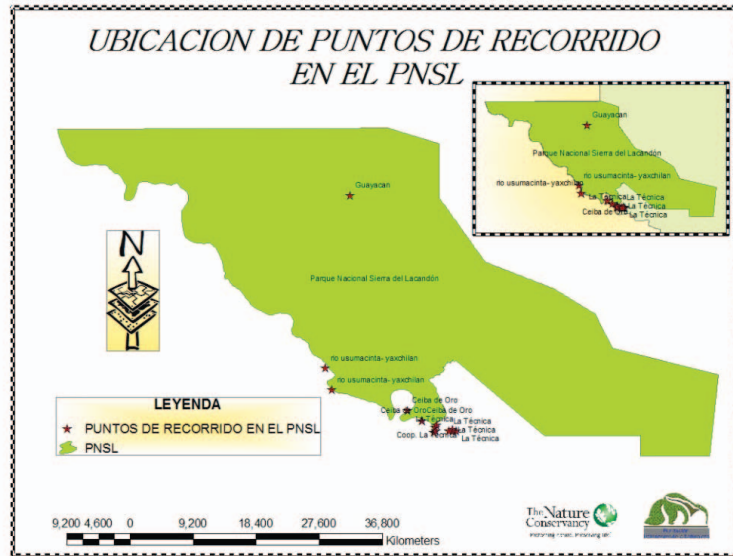 UBICACION DE PUNTOS DE RECORRIDO
EN EL PNSL
Guayacan
Parque Nacional Sierra del Lacandón
rio usumacinta- yaxchilan
rio usumacinta- yaxchilan
La Técnica
La Técnica
La Técnica
Ceiba de Oro
La Técnica
Guayacan
N
Parque Nacional Sierra del Lacandón
rio usumacinta- yaxchilan
rio usumacinta- yaxchilan
Ceiba de Oro
Ceiba de Oro
Ceiba de Oro
La Técnica
La Técnica
Coop. La Técnica
La Técnica
La Técnica
LEYENDA
PUNTOS DE RECORRIDO EN EL PNSL
PNSL
9,200 4,600 0 9,200 18,400 27,600 36,800
Kilometers
The Nature
Conservancy